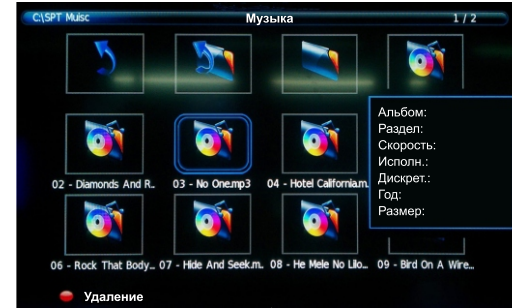 C:\SPT Muisc Музыка 1 / 2
02 - Diamonds And R.. 03 - No One.mp3 04 - Hotel California.m
Альбом:
Раздел:
Скорость:
Исполн.:
Дискрет.:
Год:
Размер:
06 - Rock That Body... 07 - Hide And Seek.m.. 08 - He Mele No Lilo... 09 - Bird On A Wire...
Удаление